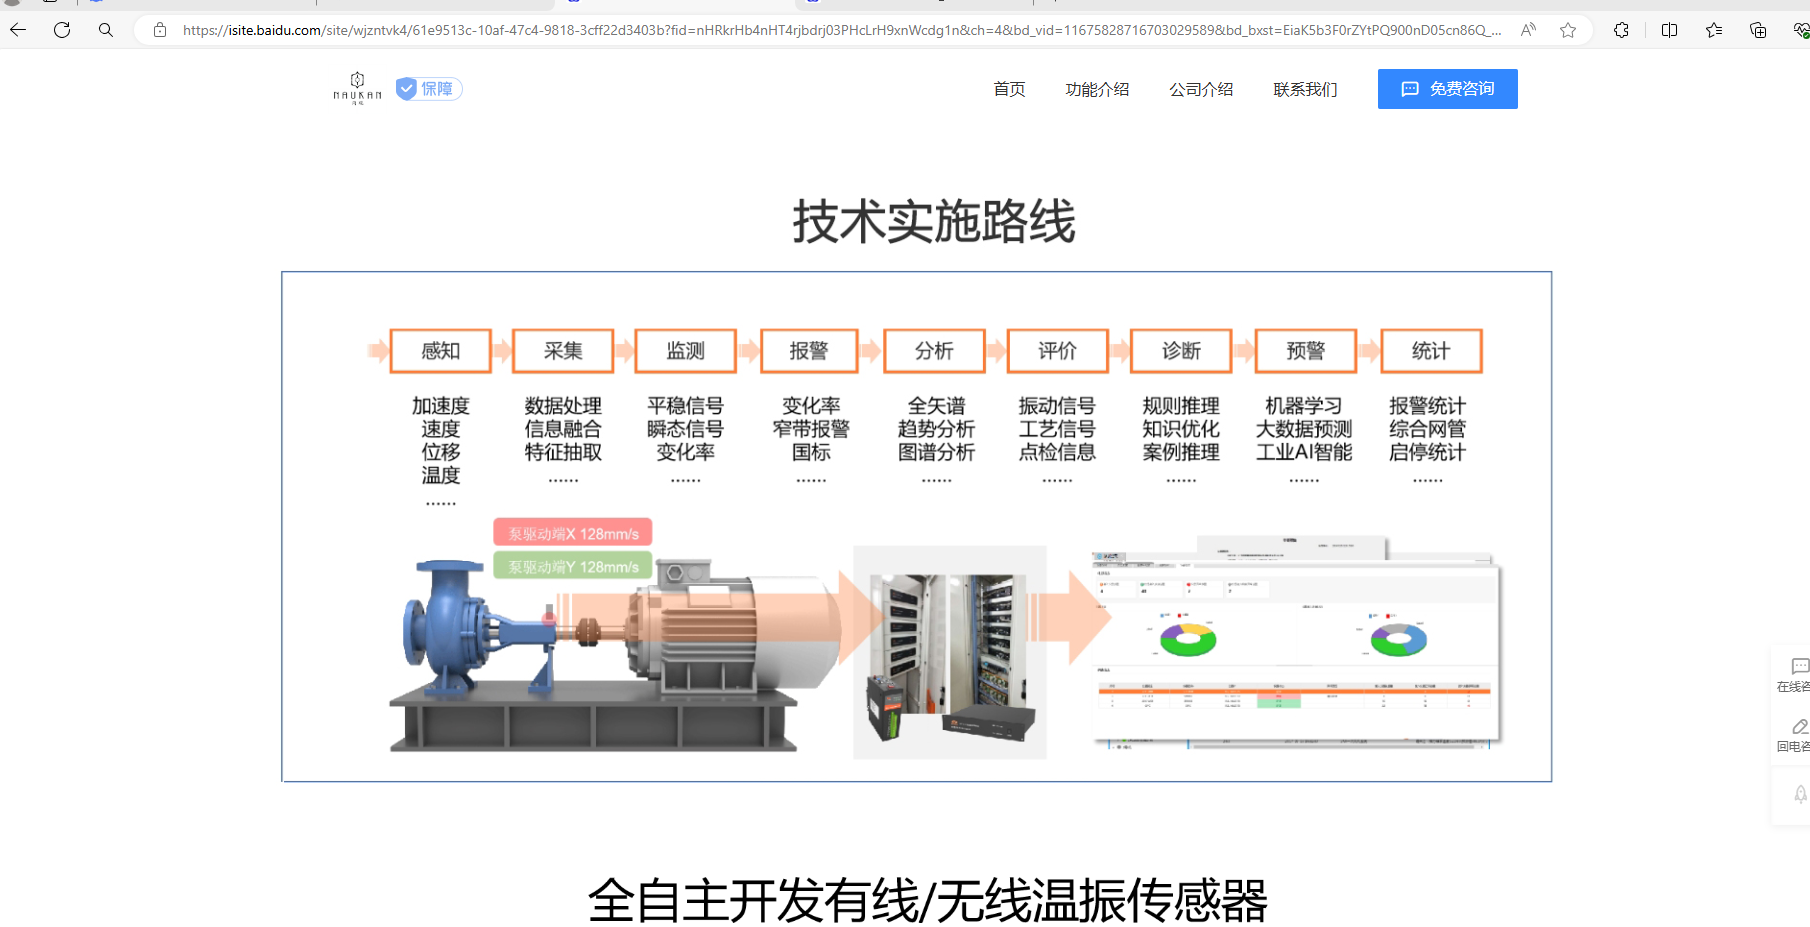 https://isite.baidu.com/site/wjzntvk4/61e9513c-10af-47c4-9818-3cff22d3403b?fid=nHRkrHb4nHT4rjbdrj03PHcLrH9xnWcdg1n&ch=4&bd_vid=11675828716703029589&bd_bxst=EiaK5b3F0rZYtPQ900nD05cn86Q_...
NAUKAN
保障
首页
功能介绍
公司介绍
联系我们
免费咨询
技术实施路线
感知
采集
监测
报警
分析
评价
诊断
预警
统计
加速度
速度
位移
温度
……
数据处理
信息融合
特征抽取
……
平稳信号
瞬态信号
变化率
……
变化率
窄带报警
国标
……
全矢谱
趋势分析
图谱分析
……
振动信号
工艺信号
点检信息
……
规则推理
知识优化
案例推理
……
机器学习
大数据预测
工业AI智能
……
报警统计
综合网管
启停统计
……
泵驱动端X 128mm/s
泵驱动端Y 128mm/s
在线咨
回电咨
全自主开发有线/无线温振传感器